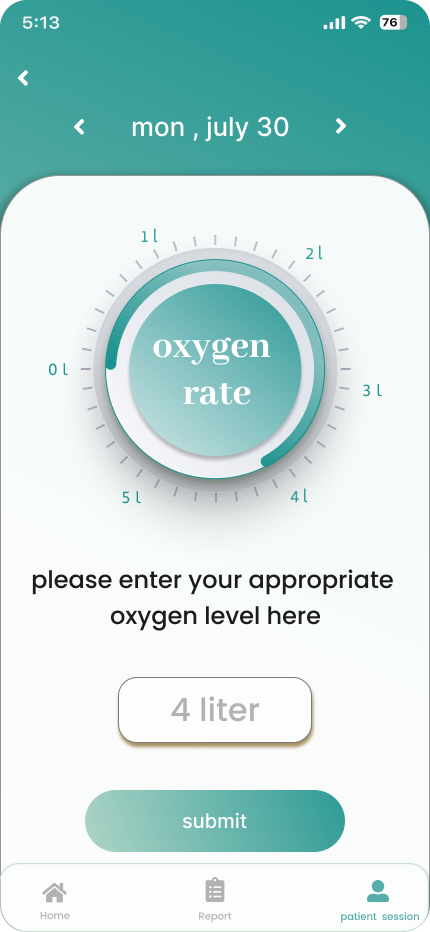 5:13
76
mon , july 30
1 l
2 l
0 l
oxygen
rate
3 l
5 l
4 l
please enter your appropriate
oxygen level here
4 liter
submit
Home
Report
patient session